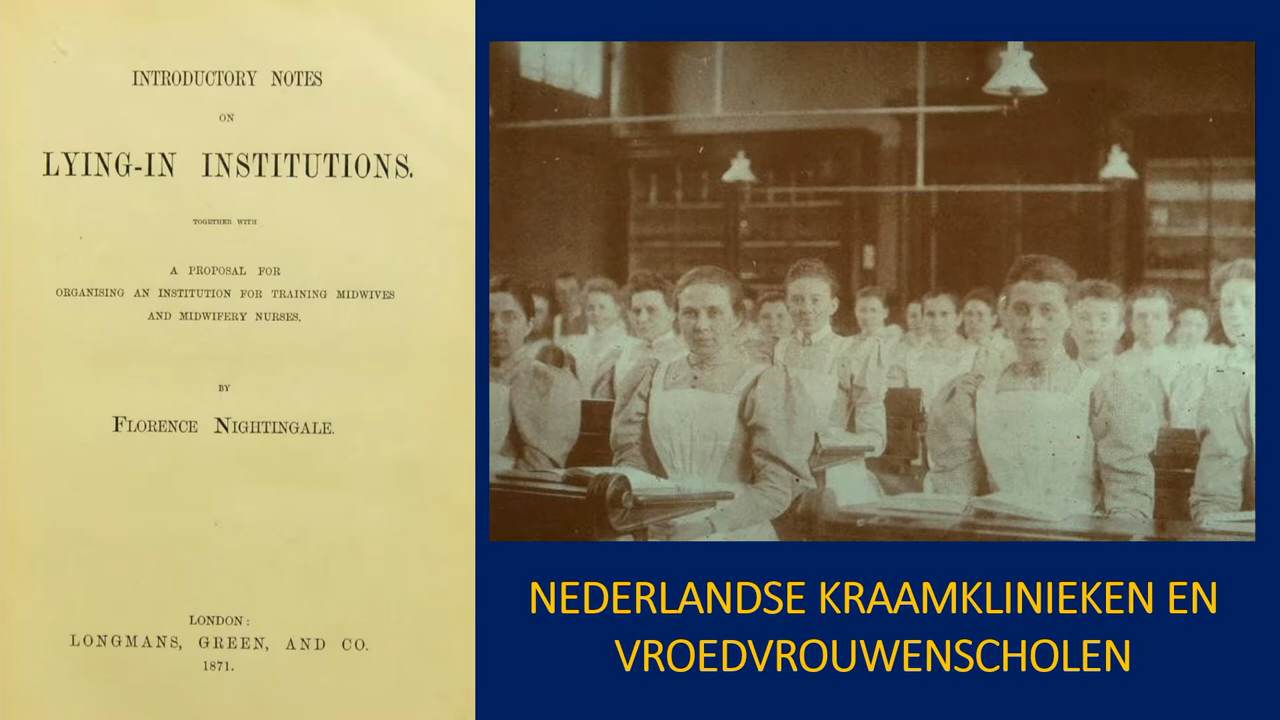 INTRODUCTORY NOTES
ON
LYING-IN INSTITUTIONS.
TOGETHER WITH
A PROPOSAL FOR
ORGANISING AN INSTITUTION FOR TRAINING MIDWIVES
AND MIDWIFERY NURSES.
BY
FLORENCE NIGHTINGALE.
LONDON:
LONGMANS, GREEN, AND CO.
1871.
NEDERLANDSE KRAAMKLINIEKEN EN
VROEDVROUWENSCHOLEN